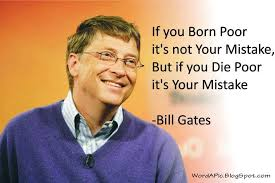 If you Born Poor
it's not Your Mistake,
But if you Die Poor
it's Your Mistake
-Bill Gates
WordAPic.BlogSpot.com